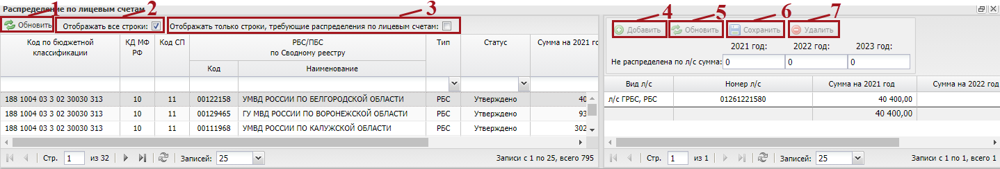 Распределение по лицевым счетам
1 2 3
Обновить Отображать все строки: Отображать только строки, требующие распределения по лицевым счетам:
Код по бюджетной классификации КД МФ РФ Код СП РБС/ПБС по Сводному реестру Тип Статус Сумма на 2021 го
Код Наименование
188 1004 03 3 02 30030 313 10 11 00122158 УМВД РОССИИ ПО БЕЛГОРОДСКОЙ ОБЛАСТИ РБС Утверждено 40
188 1004 03 3 02 30030 313 10 11 00129465 ГУ МВД РОССИИ ПО ВОРОНЕЖСКОЙ ОБЛАСТИ РБС Утверждено 93
188 1004 03 3 02 30030 313 10 11 00111968 УМВД РОССИИ ПО КАЛУЖСКОЙ ОБЛАСТИ РБС Утверждено 302
Стр. 1 из 32 Записей: 25 Записи с 1 по 25, всего 795
4 5 6 7
Добавить Обновить Сохранить Удалить
2021 год: 2022 год: 2023 год:
Не распределена по л/с сумма: 0 0 0
Вид л/с Номер л/с Сумма на 2021 год Сумма на 2022 год
л/с ГРБС, РБС 01261221580 40 400,00
40 400,00
Стр. 1 из 1 Записей: 25 Записи с 1 по 1, всего 1